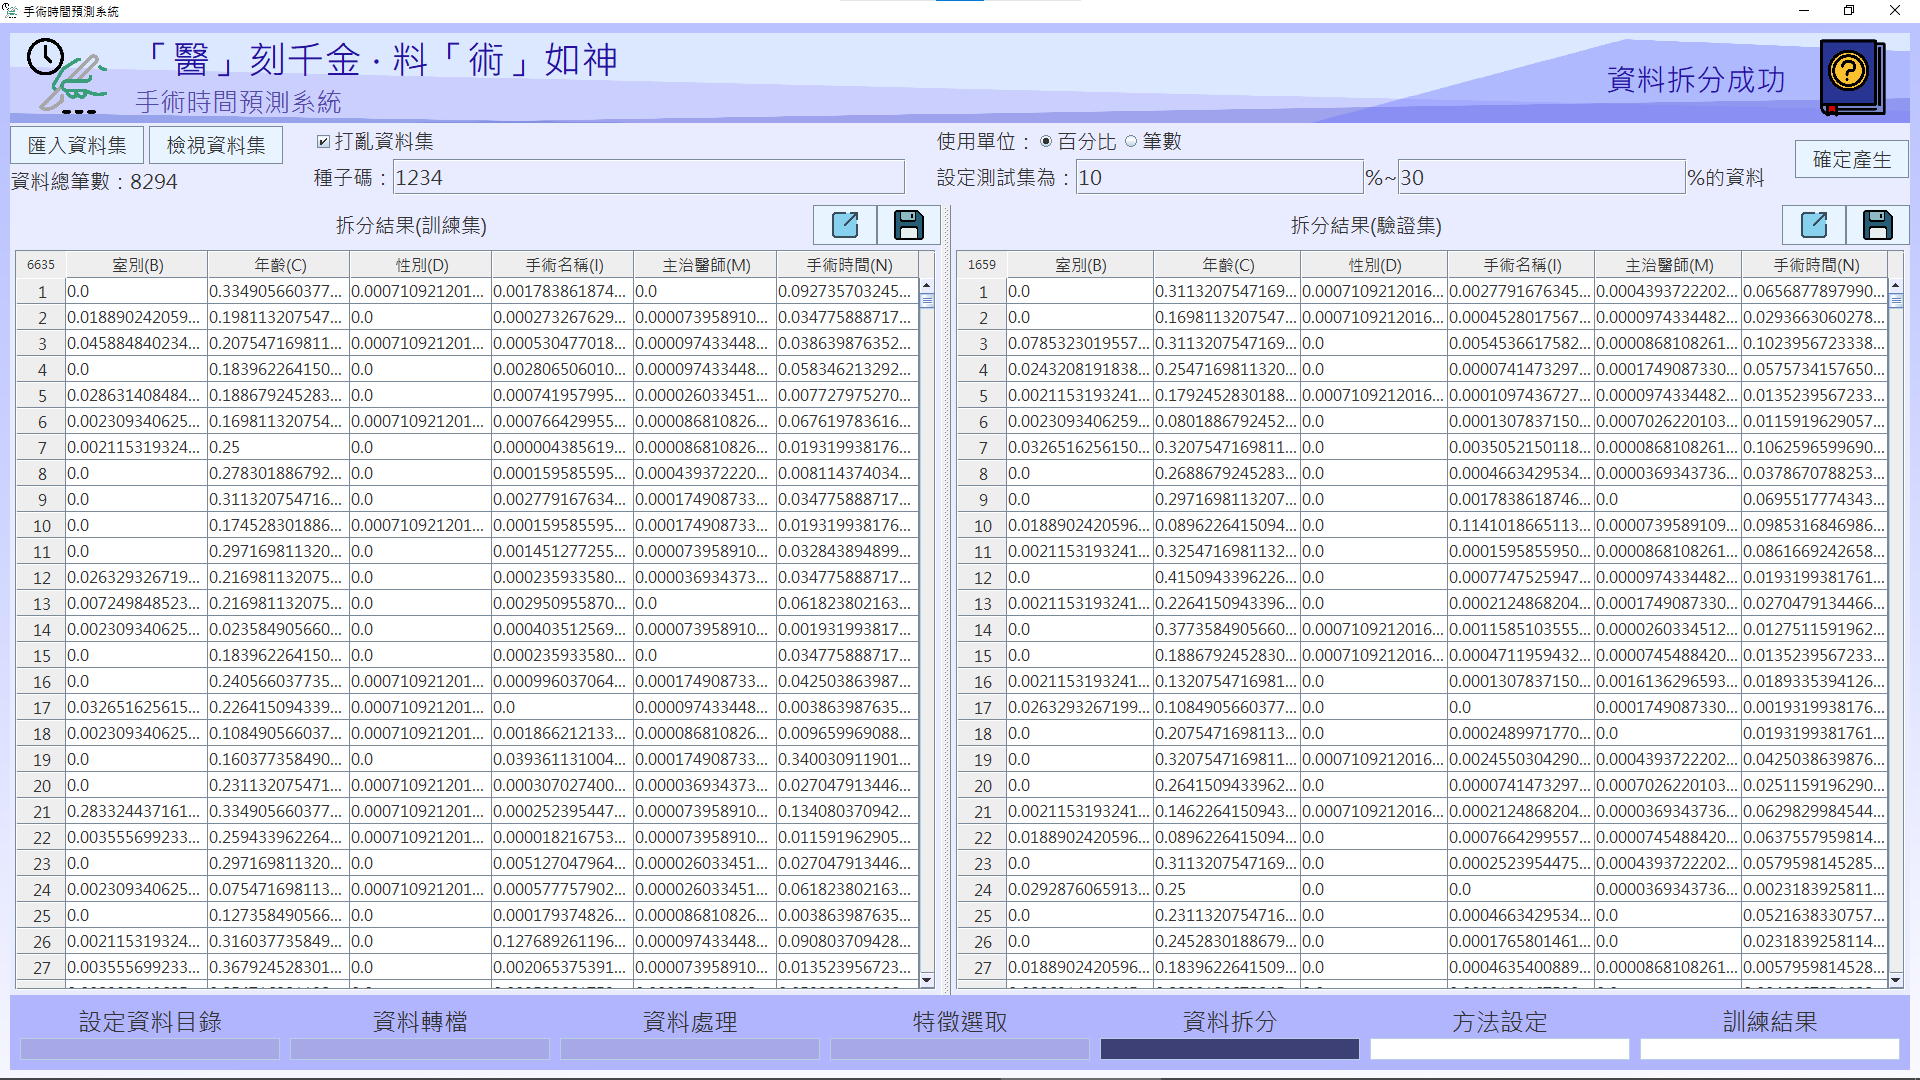 手術時間預測系統
「醫」刻千金·料「術」如神
手術時間預測系統
資料拆分成功
匯入資料集 檢視資料集
資料總筆數：8294
打亂資料集
種子碼：1234
使用單位：百分比 筆數
設定測試集為：10 %~30 %的資料
確定產生
拆分結果(訓練集)
6635 室別(B) 年齡(C) 性別(D) 手術名稱(I) 主治醫師(M) 手術時間(N)
1 0.0 0.334905660377... 0.000710921201... 0.001783861874... 0.0 0.092735703245...
2 0.018890242059... 0.198113207547... 0.0 0.000273267629... 0.000073958910... 0.034775888717...
3 0.045884840234... 0.207547169811... 0.000710921201... 0.000530477018... 0.000097433448... 0.038639876352...
4 0.0 0.183962264150... 0.0 0.002806506010... 0.000097433448... 0.058346213292...
5 0.028631408484... 0.188679245283... 0.0 0.000741957995... 0.000026033451... 0.007727975270...
6 0.002309340625... 0.169811320754... 0.000710921201... 0.000766429955... 0.000086810826... 0.067619783616...
7 0.002115319324... 0.25 0.0 0.000004385619... 0.000086810826... 0.019319938176...
8 0.0 0.278301886792... 0.0 0.000159585595... 0.000439372220... 0.008114374034...
9 0.0 0.311320754716... 0.0 0.002779167634... 0.000174908733... 0.034775888717...
10 0.0 0.174528301886... 0.000710921201... 0.000159585595... 0.000174908733... 0.019319938176...
11 0.0 0.297169811320... 0.0 0.001451277255... 0.000073958910... 0.032843894899...
12 0.026329326719... 0.216981132075... 0.0 0.000235933580... 0.000036934373... 0.034775888717...
13 0.007249848523... 0.216981132075... 0.0 0.002950955870... 0.0 0.061823802163...
14 0.002309340625... 0.023584905660... 0.0 0.000403512569... 0.000073958910... 0.001931993817...
15 0.0 0.183962264150... 0.0 0.000235933580... 0.0 0.034775888717...
16 0.0 0.240566037735... 0.000710921201... 0.000996037064... 0.000174908733... 0.042503863987...
17 0.032651625615... 0.226415094339... 0.000710921201... 0.0 0.000097433448... 0.003863987635...
18 0.002309340625... 0.108490566037... 0.000710921201... 0.001866212133... 0.000086810826... 0.009659969088...
19 0.0 0.160377358490... 0.0 0.039361131004... 0.000174908733... 0.340030911901...
20 0.0 0.231132075471... 0.000710921201... 0.000307027400... 0.000036934373... 0.027047913446...
21 0.283324437161... 0.334905660377... 0.000710921201... 0.000252395447... 0.000073958910... 0.134080370942...
22 0.003555699233... 0.259433962264... 0.000710921201... 0.000018216753... 0.000073958910... 0.011591962905...
23 0.0 0.297169811320... 0.0 0.005127047964... 0.000026033451... 0.027047913446...
24 0.002309340625... 0.075471698113... 0.000710921201... 0.000577757902... 0.000026033451... 0.061823802163...
25 0.0 0.127358490566... 0.0 0.000179374826... 0.000086810826... 0.003863987635...
26 0.002115319324... 0.316037735849... 0.0 0.127689261196... 0.000097433448... 0.090803709428...
27 0.003555699233... 0.367924528301... 0.0 0.002065375391... 0.000073958910... 0.013523956723...
拆分結果(驗證集)
1659 室別(B) 年齡(C) 性別(D) 手術名稱(I) 主治醫師(M) 手術時間(N)
1 0.0 0.3113207547169... 0.0007109212016... 0.0027791676345... 0.0004393722202... 0.0656877897990...
2 0.0 0.1698113207547... 0.0007109212016... 0.0004528017567... 0.0000974334482... 0.0293663060278...
3 0.0785323019557... 0.3113207547169... 0.0 0.0054536617582... 0.0000868108261... 0.1023956723338...
4 0.0243208191838... 0.2547169811320... 0.0 0.0000741473297... 0.0001749087330... 0.0575734157650...
5 0.0021153193241... 0.1792452830188... 0.0007109212016... 0.0001097436727... 0.0000974334482... 0.0135239567233...
6 0.0023093406259... 0.0801886792452... 0.0 0.0001307837150... 0.0007026220103... 0.0115919629057...
7 0.0326516256150... 0.3207547169811... 0.0 0.0035052150118... 0.0000868108261... 0.1062596599690...
8 0.0 0.2688679245283... 0.0 0.0004663429534... 0.0000369343736... 0.0378670788253...
9 0.0 0.2971698113207... 0.0 0.0017838618746... 0.0 0.0695517774343...
10 0.0188902420596... 0.0896226415094... 0.0 0.1141018665113... 0.0000739589109... 0.0985316846986...
11 0.0021153193241... 0.3254716981132... 0.0 0.0001595855950... 0.0000868108261... 0.0861669242658...
12 0.0 0.4150943396226... 0.0 0.0007747525947... 0.0000974334482... 0.0193199381761...
13 0.0021153193241... 0.2264150943396... 0.0 0.0002124868204... 0.0001749087330... 0.0270479134466...
14 0.0 0.3773584905660... 0.0007109212016... 0.0011585103555... 0.0000260334512... 0.0127511591962...
15 0.0 0.1886792452830... 0.0007109212016... 0.0004711959432... 0.0000745488420... 0.0135239567233...
16 0.0021153193241... 0.1320754716981... 0.0 0.0001307837150... 0.0016136296593... 0.0189335394126...
17 0.0263293267199... 0.1084905660377... 0.0 0.0 0.0001749087330... 0.0019319938176...
18 0.0 0.2075471698113... 0.0 0.0002489971770... 0.0 0.0193199381761...
19 0.0 0.3207547169811... 0.0007109212016... 0.0024550304290... 0.0004393722202... 0.0425038639876...
20 0.0 0.2641509433962... 0.0 0.0000741473297... 0.0007026220103... 0.0251159196290...
21 0.0021153193241... 0.1462264150943... 0.0007109212016... 0.0002124868204... 0.0000369343736... 0.0629829984544...
22 0.0188902420596... 0.0896226415094... 0.0 0.0007664299557... 0.0000745488420... 0.0637557959814...
23 0.0 0.3113207547169... 0.0 0.0002523954475... 0.0004393722202... 0.0579598145285...
24 0.0292876065913... 0.25 0.0 0.0 0.0000369343736... 0.0023183925811...
25 0.0 0.2311320754716... 0.0 0.0004663429534... 0.0 0.0521638330757...
26 0.0 0.2452830188679... 0.0 0.0001765801461... 0.0 0.0231839258114...
27 0.0188902420596... 0.1839622641509... 0.0 0.0004635400889... 0.0000868108261... 0.0057959814528...
設定資料目錄 資料轉檔 資料處理 特徵選取 資料拆分 方法設定 訓練結果